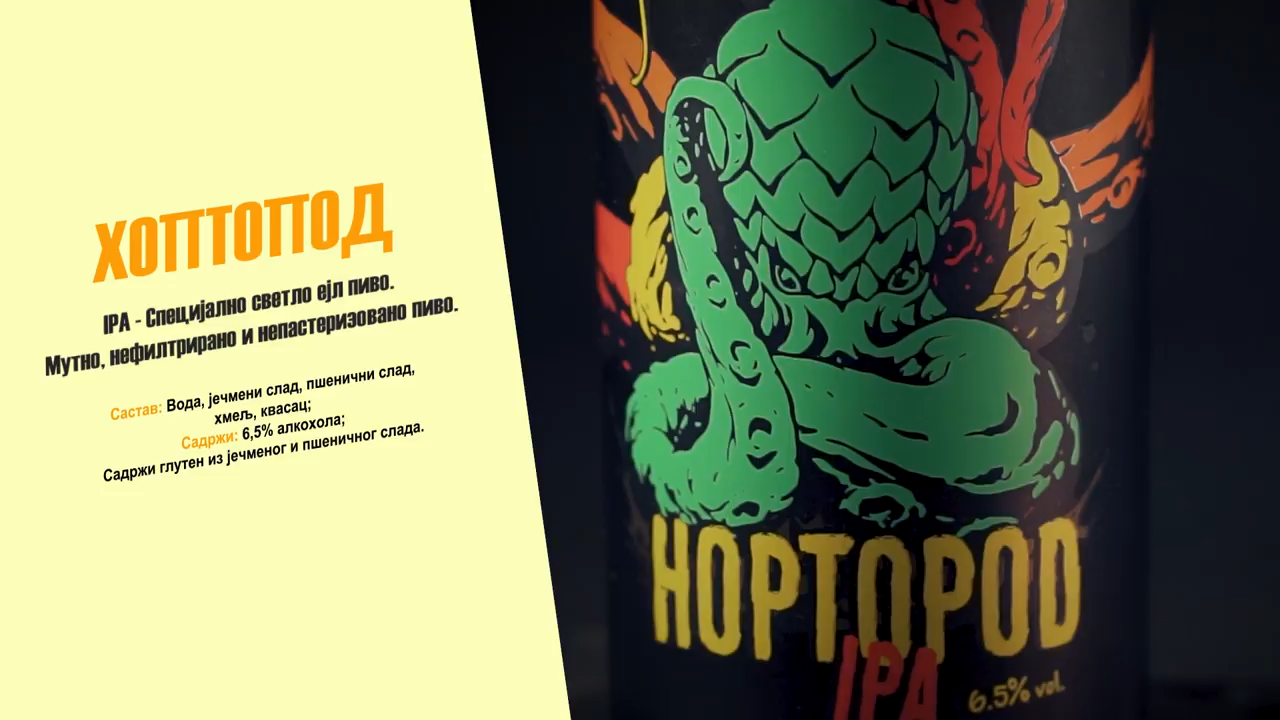 ХОПТОПОД
IPA - Специјално светло ејл пиво.
Мутно, нефилтрирано и непастеризовано пиво.
Састав: Вода, јечмени слад, пшенични слад,
хмељ, квасац;
Садржи: 6,5% алкохола;
Садржи глутен из јечменог и пшеничног слада.
HOPTOPOD
IPA
6.5% vol.